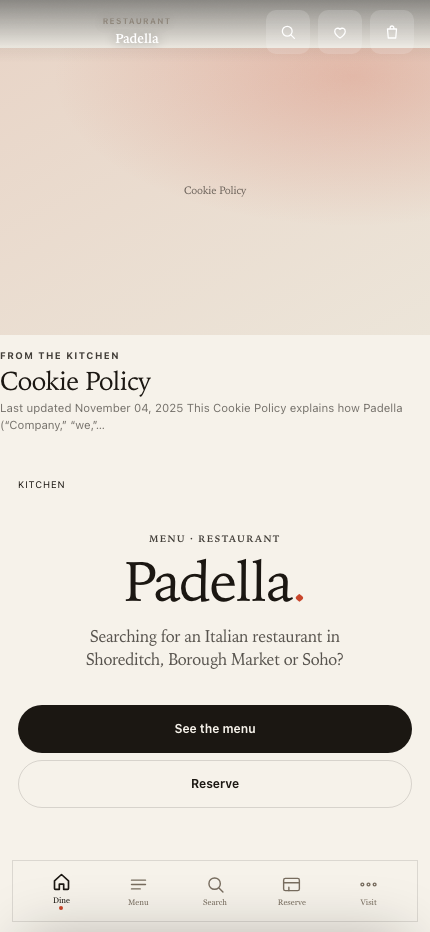 RESTAURANT
Padella
Cookie Policy
FROM THE KITCHEN
Cookie Policy
Last updated November 04, 2025 This Cookie Policy explains how Padella
(“Company,” “we,”...
KITCHEN
MENU · RESTAURANT
Padella.
Searching for an Italian restaurant in
Shoreditch, Borough Market or Soho?
See the menu
Reserve
Dine
Menu
Search
Reserve
Visit